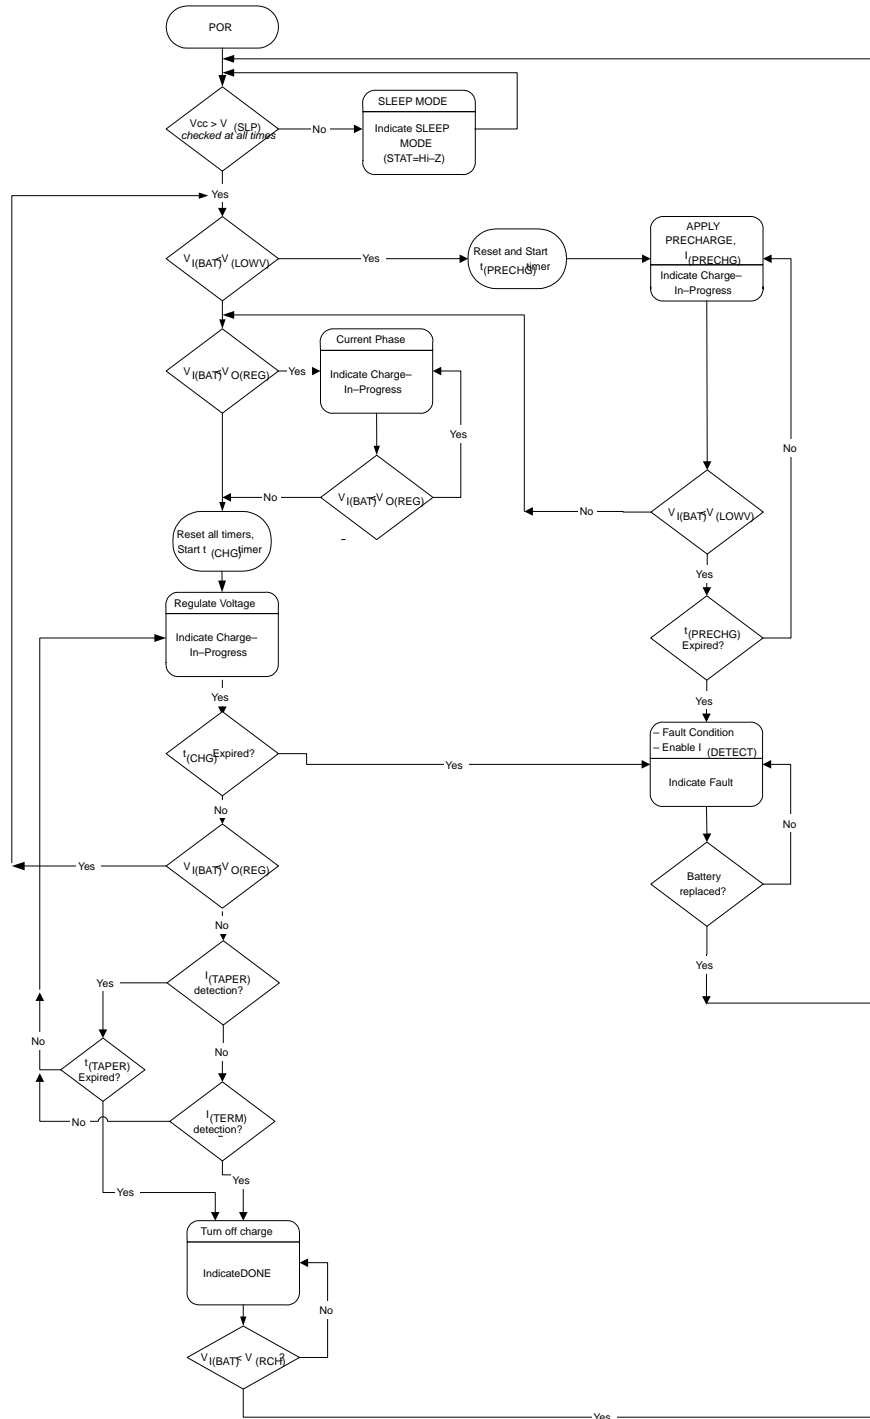 POR
SLEEP MODE
Vcc > V (SLP)
checked at all times
No
Indicate SLEEP
MODE
(STAT=Hi–Z)
Yes
APPLY
PRECHARGE,
I(PRECHG)
Reset and Start
t(PRECHG) timer
VI(BAT)<V (LOWV)
Yes
Indicate Charge–
In–Progress
Current Phase
VI(BAT)<V O(REG)
Yes
Indicate Charge–
In–Progress
Yes
No
No
VI(BAT)<V O(REG)
No
VI(BAT)<V (LOWV)
Reset all timers,
Start t (CHG) timer
Yes
Regulate Voltage
Indicate Charge–
In–Progress
t(PRECHG)
Expired?
Yes
Yes
– Fault Condition
– Enable I (DETECT)
t(CHG) Expired?
Yes
Indicate Fault
No
No
Yes
VI(BAT)<V O(REG)
Battery
replaced?
No
Yes
I(TAPER)
detection?
Yes
No
No
t(TAPER)
Expired?
No
I(TERM)
detection?
Yes
Yes
Turn off charge
IndicateDONE
No
VI(BAT)< V (RCH)?
Yes